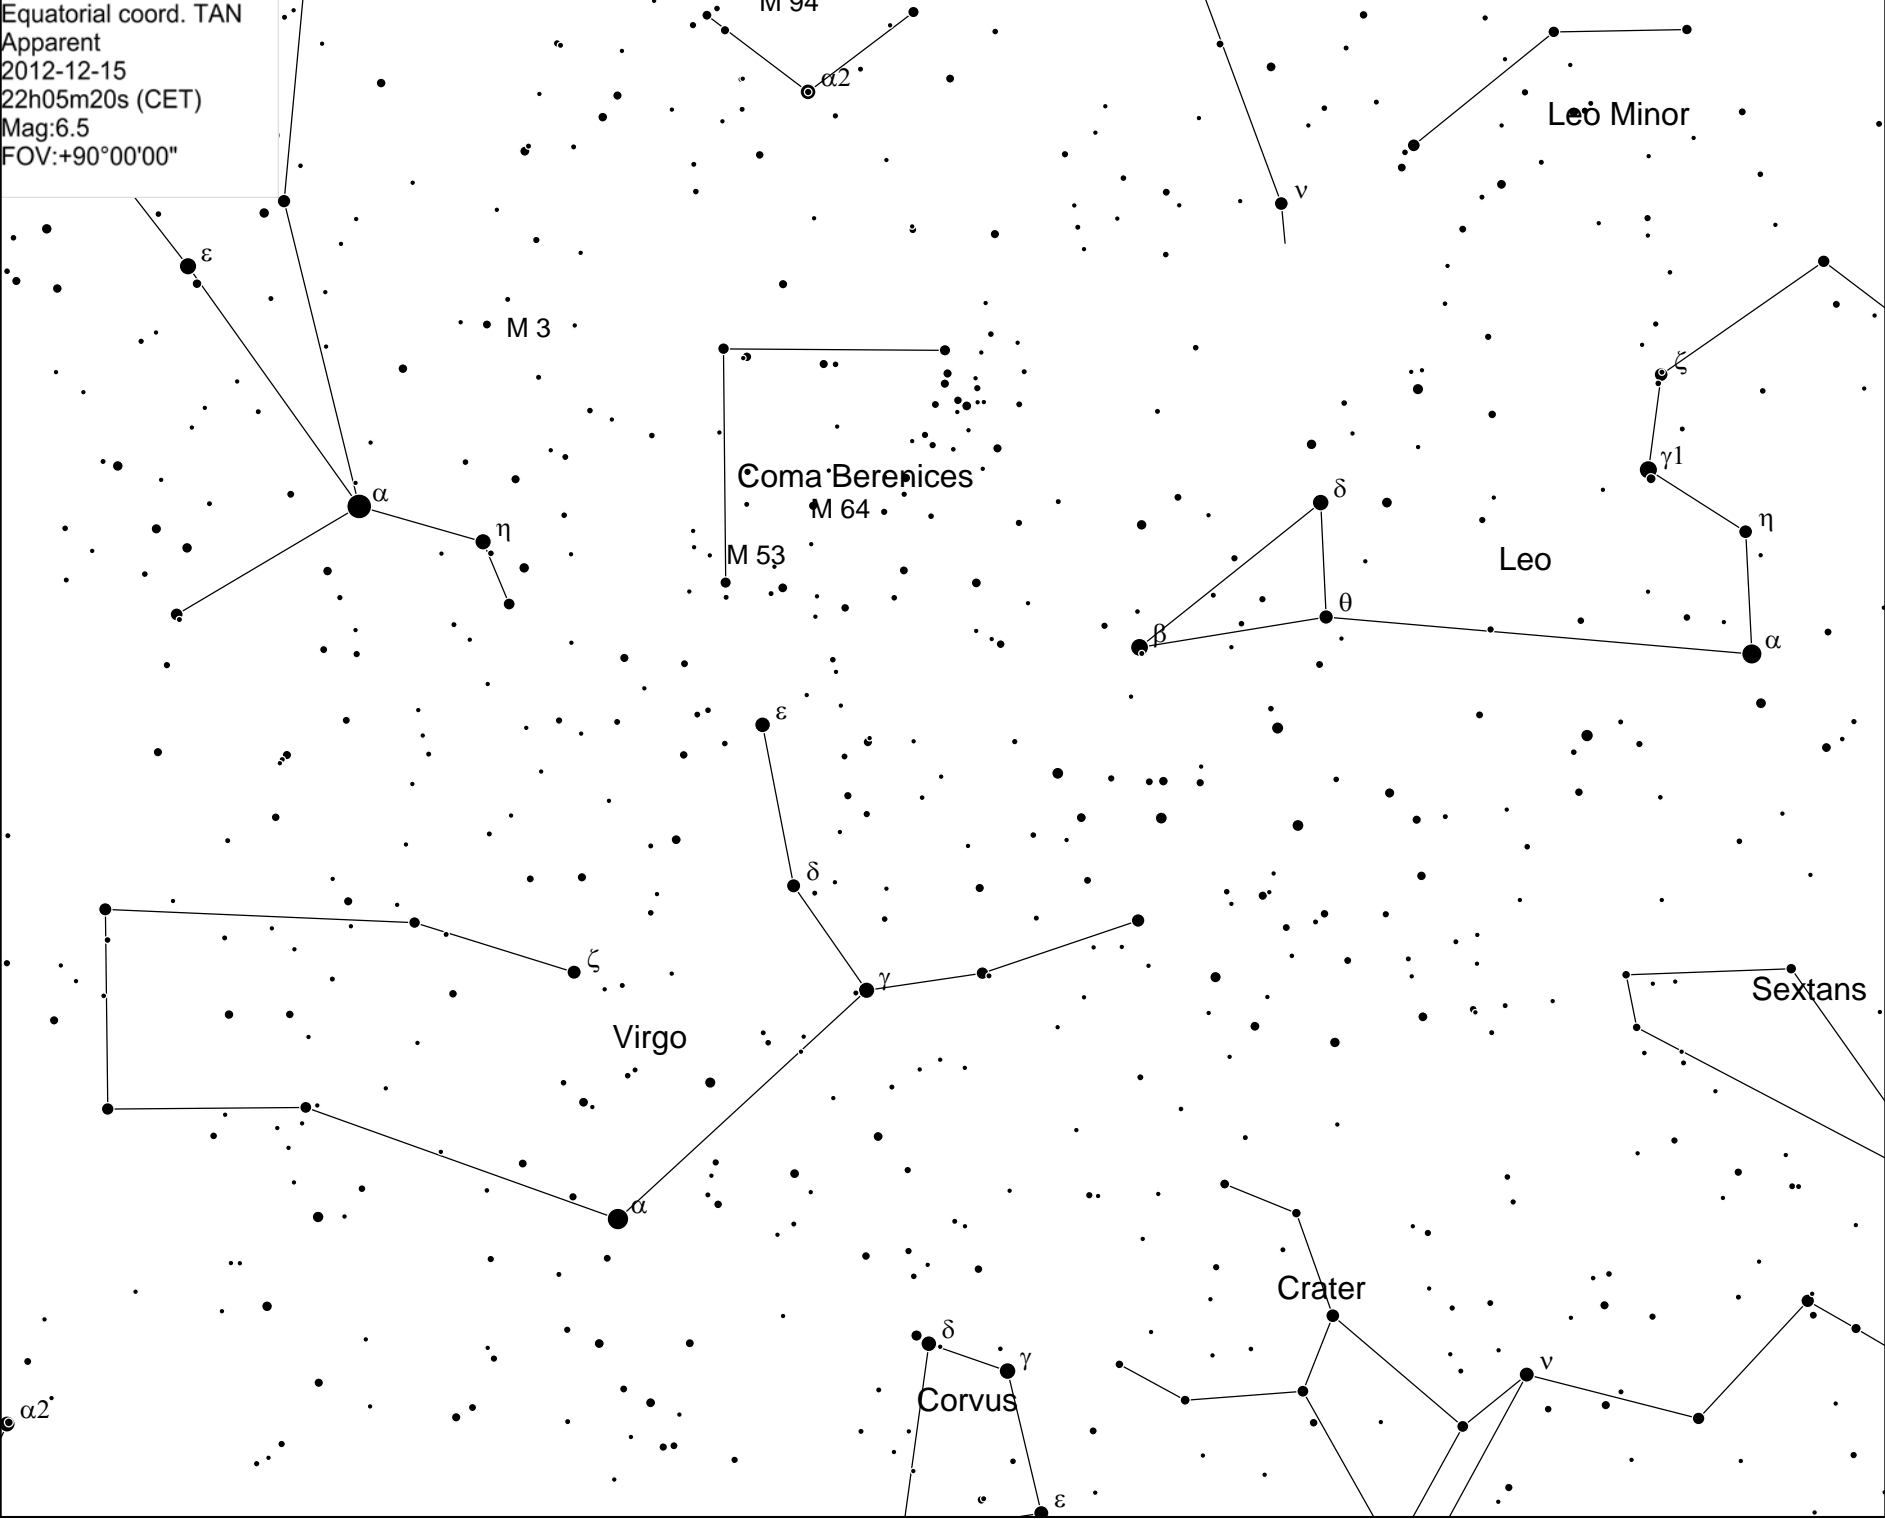 Equatorial coord. TAN
Apparent
2012-12-15
22h05m20s (CET)
Mag:6.5
FOV:+90°00'00"
M 94
α2
Leo Minor
ν
ε
M 3
ζ
γ1
Coma Berenices
α
δ
M 64
η
η
M 53
Leo
θ
β
α
ε
δ
ζ
γ
Sextans
Virgo
α
Crater
δ
γ
ν
Corvus
α2
ε